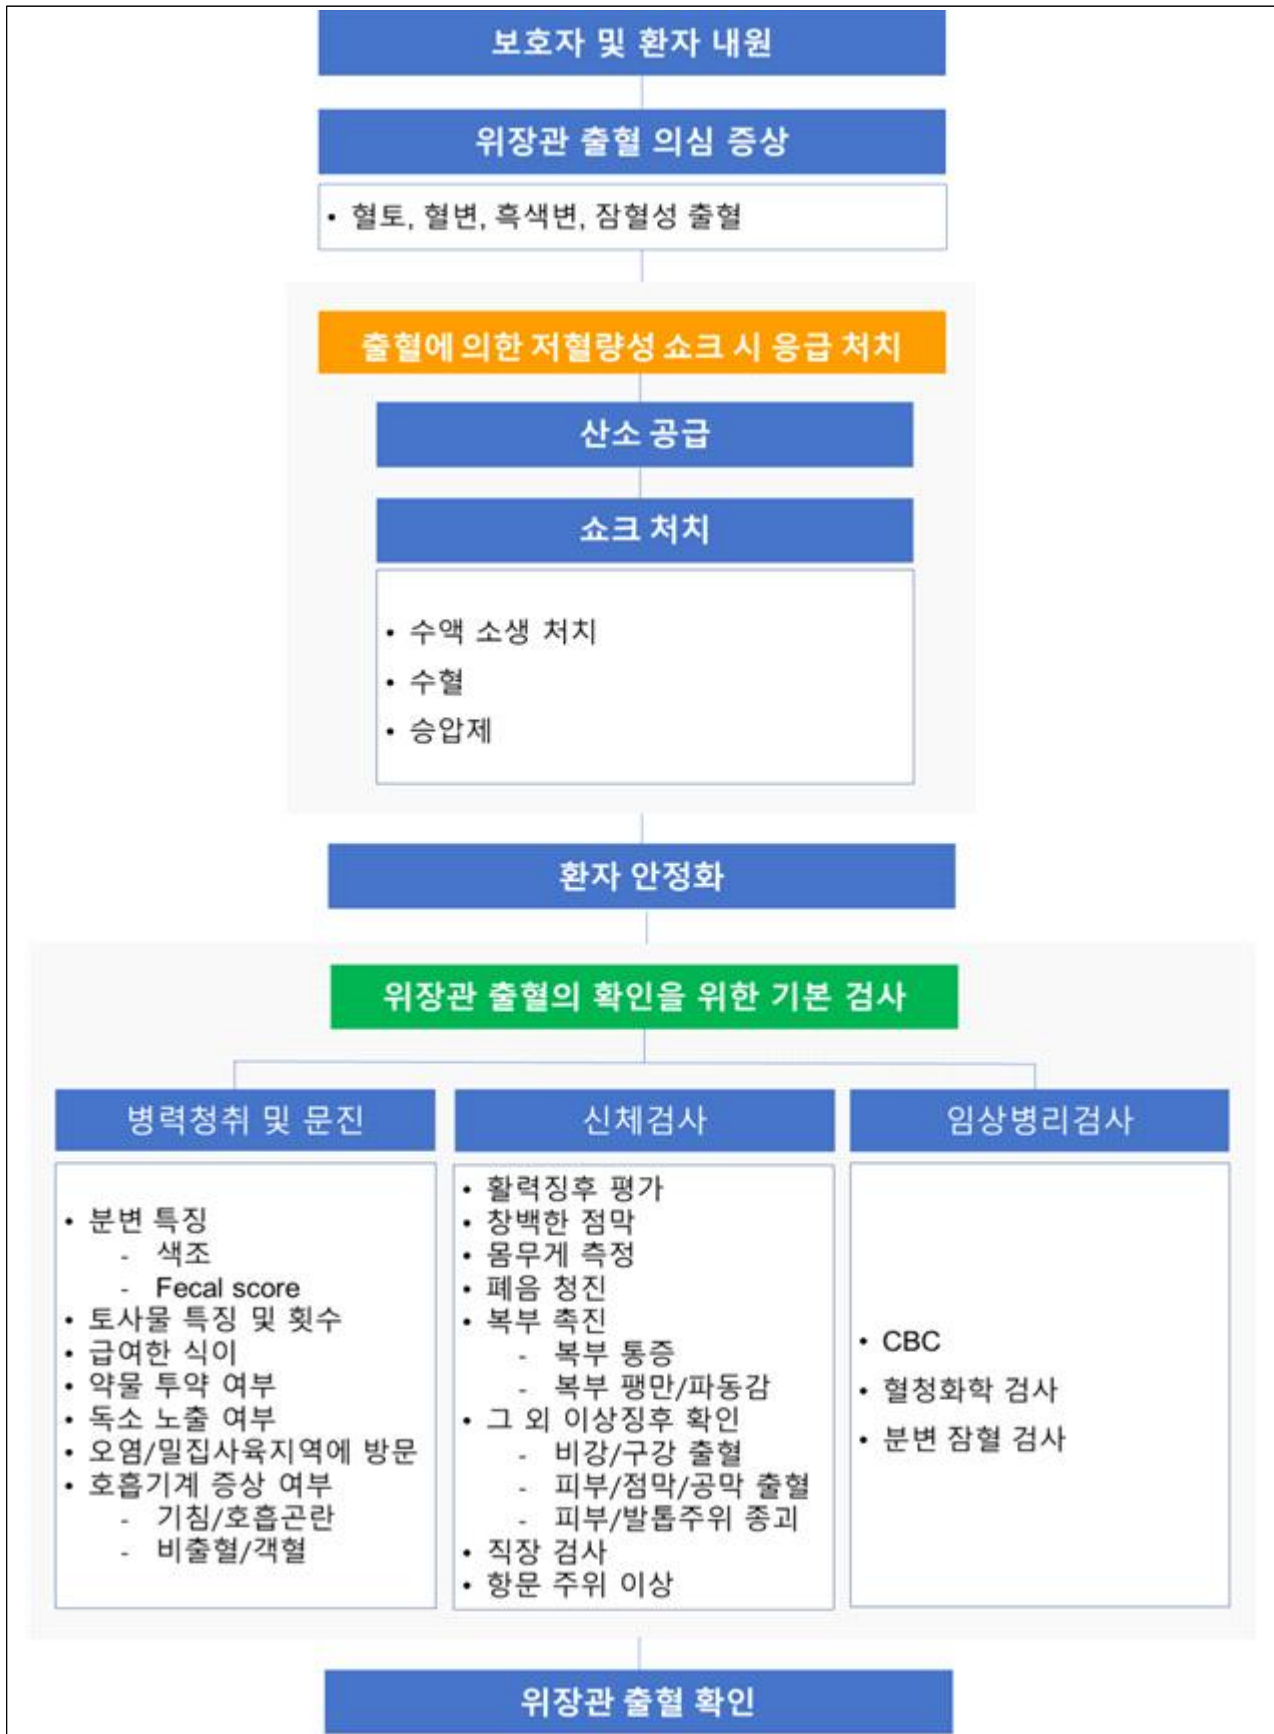 보호자 및 환자 내원
위장관 출혈 의심 증상
• 혈토, 혈변, 흑색변, 잠혈성 출혈
출혈에 의한 저혈량성 쇼크 시 응급 처치
산소 공급
쇼크 처치
• 수액 소생 처치
• 수혈
• 승압제
환자 안정화
위장관 출혈의 확인을 위한 기본 검사
병력청취 및 문진
• 분변 특징
- 색조
- Fecal score
• 토사물 특징 및 횟수
• 급여한 식이
• 약물 투약 여부
• 독소 노출 여부
• 오염/밀집사육지역에 방문
• 호흡기계 증상 여부
- 기침/호흡곤란
- 비출혈/객혈
신체검사
• 활력징후 평가
• 창백한 점막
• 몸무게 측정
• 폐음 청진
• 복부 촉진
- 복부 통증
- 복부 팽만/파동감
• 그 외 이상징후 확인
- 비강/구강 출혈
- 피부/점막/공막 출혈
- 피부/발톱주위 종괴
• 직장 검사
• 항문 주위 이상
임상병리검사
• CBC
• 혈청화학 검사
• 분변 잠혈 검사
위장관 출혈 확인